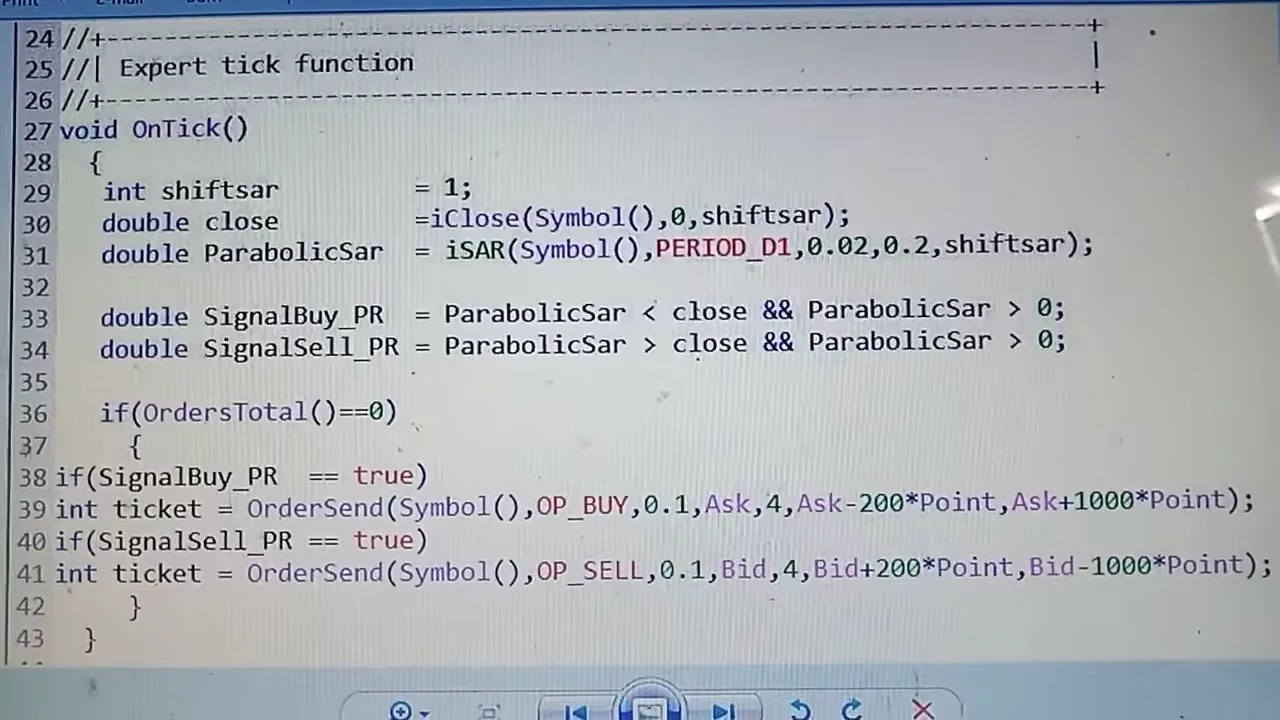 24 //+------------------------------------------------------------------+
25 //| Expert tick function |
26 //+------------------------------------------------------------------+
27 void OnTick()
28 {
29 int shiftsar = 1;
30 double close =iClose(Symbol(),0,shiftsar);
31 double ParabolicSar = iSAR(Symbol(),PERIOD_D1,0.02,0.2,shiftsar);
32
33 double SignalBuy_PR = ParabolicSar < close && ParabolicSar > 0;
34 double SignalSell_PR = ParabolicSar > close && ParabolicSar > 0;
35
36 if(OrdersTotal()==0)
37 {
38 if(SignalBuy_PR == true)
39 int ticket = OrderSend(Symbol(),OP_BUY,0.1,Ask,4,Ask-200*Point,Ask+1000*Point);
40 if(SignalSell_PR == true)
41 int ticket = OrderSend(Symbol(),OP_SELL,0.1,Bid,4,Bid+200*Point,Bid-1000*Point);
42 }
43 }